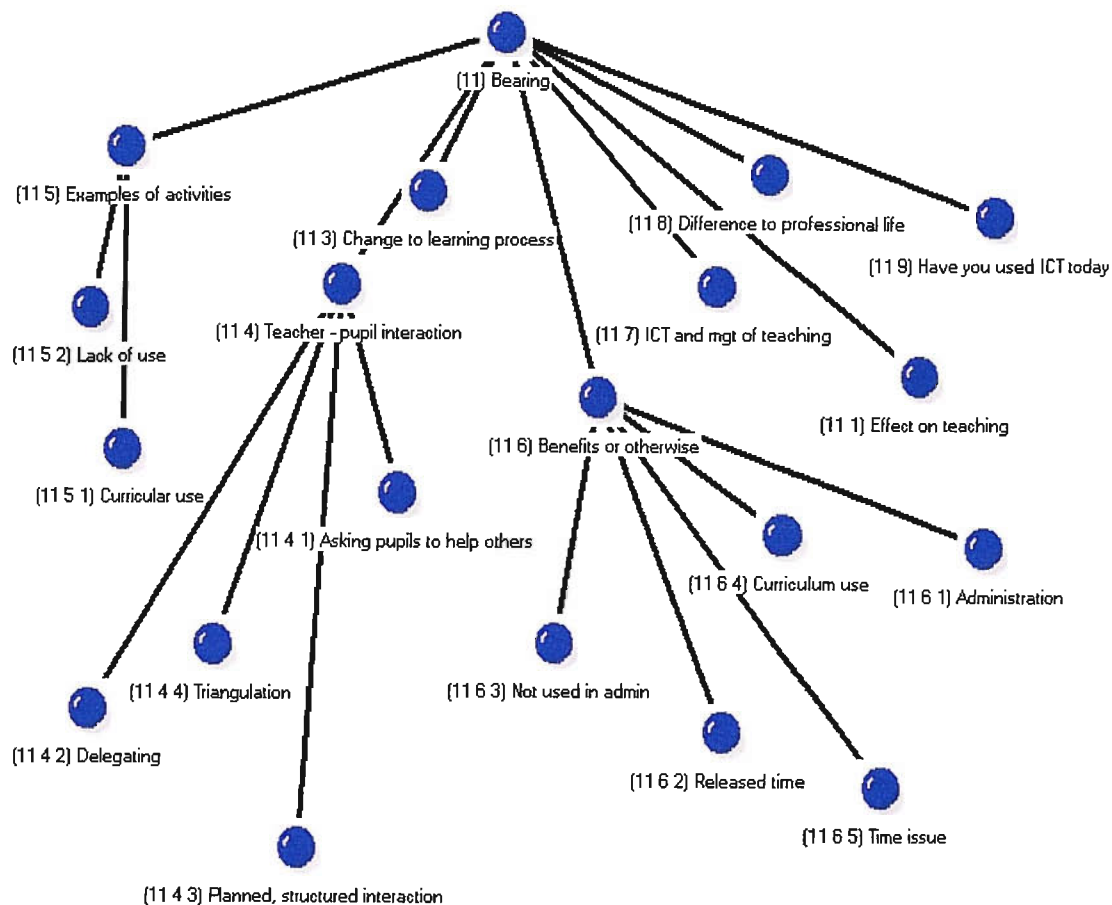 (11) Bearing
(11 5) Examples of activities
(11 3) Change to learning process
(11 8) Difference to professional life
(11 9) Have you used ICT today
(11 5 2) Lack of use
(11 4) Teacher - pupil interaction
(11 7) ICT and mgt of teaching
(11 1) Effect on teaching
(11 6) Benefits or otherwise
(11 5 1) Curricular use
(11 4 1) Asking pupils to help others
(11 6 4) Curriculum use
(11 6 1) Administration
(11 4 4) Triangulation
(11 6 3) Not used in admin
(11 4 2) Delegating
(11 6 2) Released time
(11 6 5) Time issue
(11 4 3) Planned, structured interaction